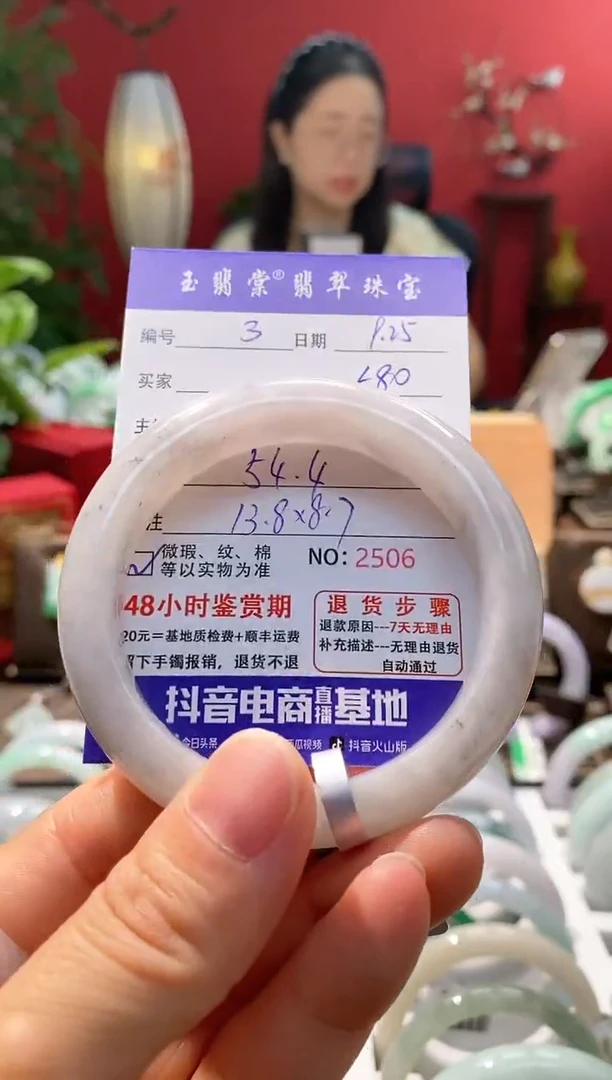 玉翡棠®翡翠珠宝
编号 3 日期 9.25
买家 280
54.4
注 13.8×8.7
微瑕、纹、棉
等以实物为准
NO: 2506
48小时鉴赏期
20元=基地质检费+顺丰运费
留下手镯报销，退货不退
退货步骤
退款原因---7天无理由
补充描述---无理由退货
自动通过
抖音电商直播基地
今日头条 西瓜视频 抖音火山版